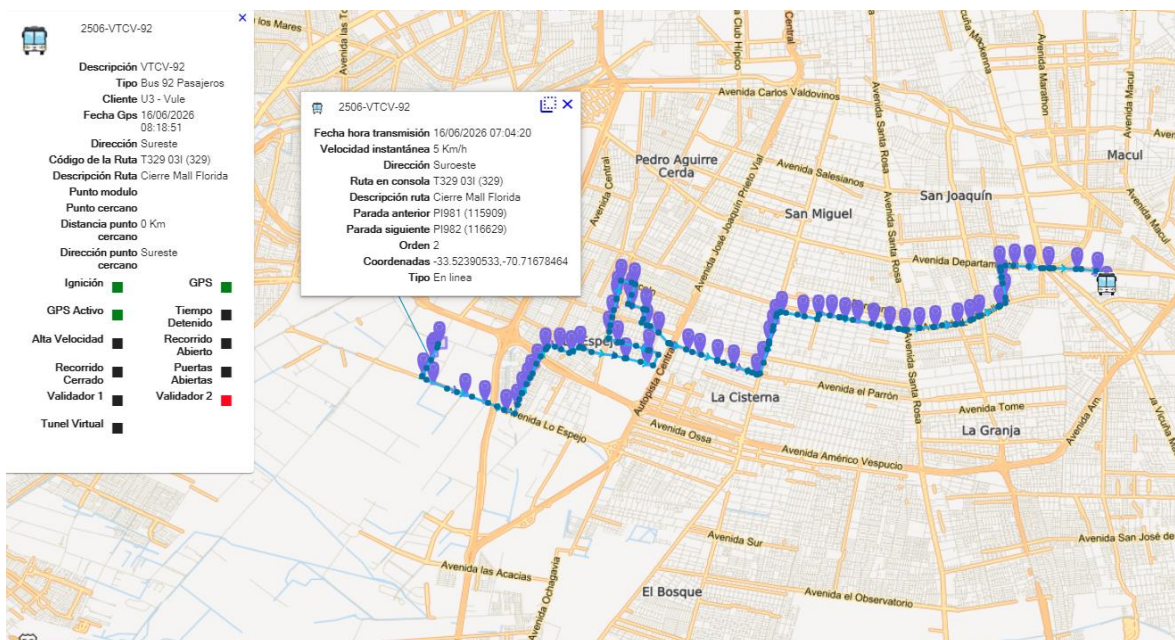 2506-VTCV-92
Descripción VTCV-92
Tipo Bus 92 Pasajeros
Cliente U3 - Vule
Fecha Gps 16/06/2026
08:18:51
Dirección Sureste
Código de la Ruta T329 03I (329)
Descripción Ruta Cierre Mall Florida
Punto modulo
Punto cercano
Distancia punto 0 Km
cercano
Dirección punto Sureste
cercano
Ignición GPS
GPS Activo Tiempo
Detenido
Alta Velocidad Recorrido
Abierto
Recorrido Puertas
Cerrado Abiertas
Validador 1 Validador 2
Tunel Virtual
2506-VTCV-92
Fecha hora transmisión 16/06/2026 07:04:20
Velocidad instantánea 5 Km/h
Dirección Suroeste
Ruta en consola T329 03I (329)
Descripción ruta Cierre Mall Florida
Parada anterior PI981 (115909)
Parada siguiente PI982 (116629)
Orden 2
Coordenadas -33.52390533,-70.71678464
Tipo En linea
los Mares
Central
Avenida Carlos Valdovinos
Avenida Marathon
Macul
Pedro Aguirre
Cerda
Avenida Central
Avenida Salesianos
Avenida José Joaquín Prieto Vial
Avenida Santa Rosa
San Joaquín
San Miguel
Avenida Macul
Avenida Santa Rosa
Avenida Departam
Espejo
Autopista Central
La Cisterna
Avenida el Parrón
Avenida Santa Rosa
Avenida Tome
La Granja
Avenida Am
Avenida Lo Espejo
Avenida Ossa
Avenida Américo Vespucio
Avenida Sur
Avenida San José de
Avenida las Acacias
Avenida Ochagavía
El Bosque
Avenida el Observatorio